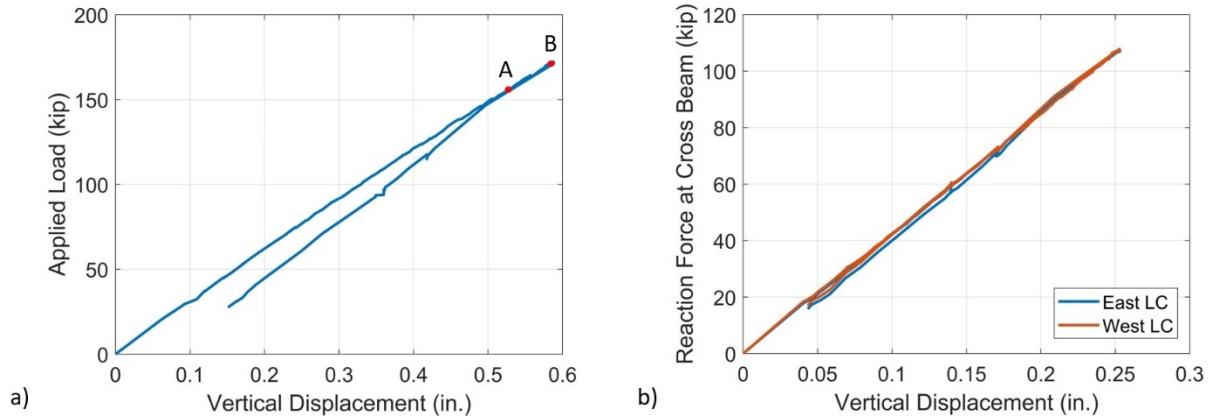 200
150
100
50
0
Applied Load (kip)
A
B
0 0.1 0.2 0.3 0.4 0.5 0.6
Vertical Displacement (in.)
a)
120
100
80
60
40
20
0
Reaction Force at Cross Beam (kip)
East LC
West LC
0 0.05 0.1 0.15 0.2 0.25 0.3
Vertical Displacement (in.)
b)